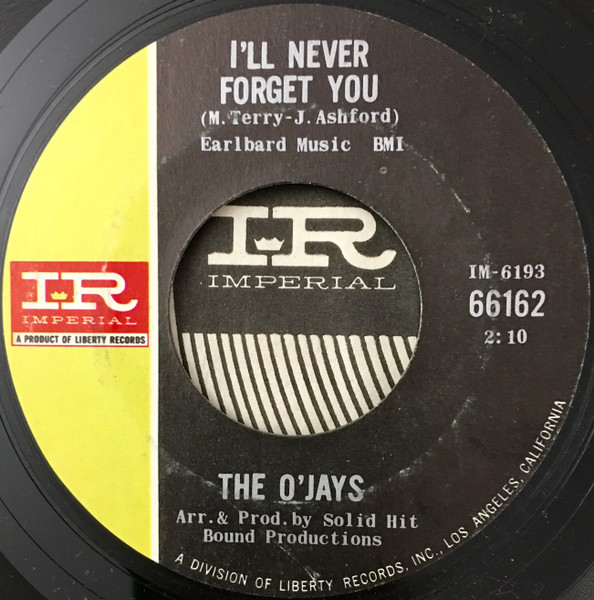 I'LL NEVER
FORGET YOU
(M. Terry-J. Ashford)
Earlbard Music BMI
IR
IMPERIAL
IM-6193
66162
2:10
IR
IMPERIAL
A PRODUCT OF LIBERTY RECORDS
THE O'JAYS
Arr.& Prod. by Solid Hit
Bound Productions
A DIVISION OF LIBERTY RECORDS, INC., LOS ANGELES, CALIFORNIA